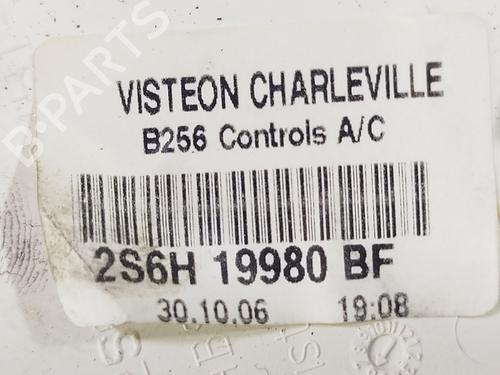 B-PARTS
VISTEON CHARLEVILLE
B256 Controls A/C
2S6H 19980 BF
30.10.06 19:08